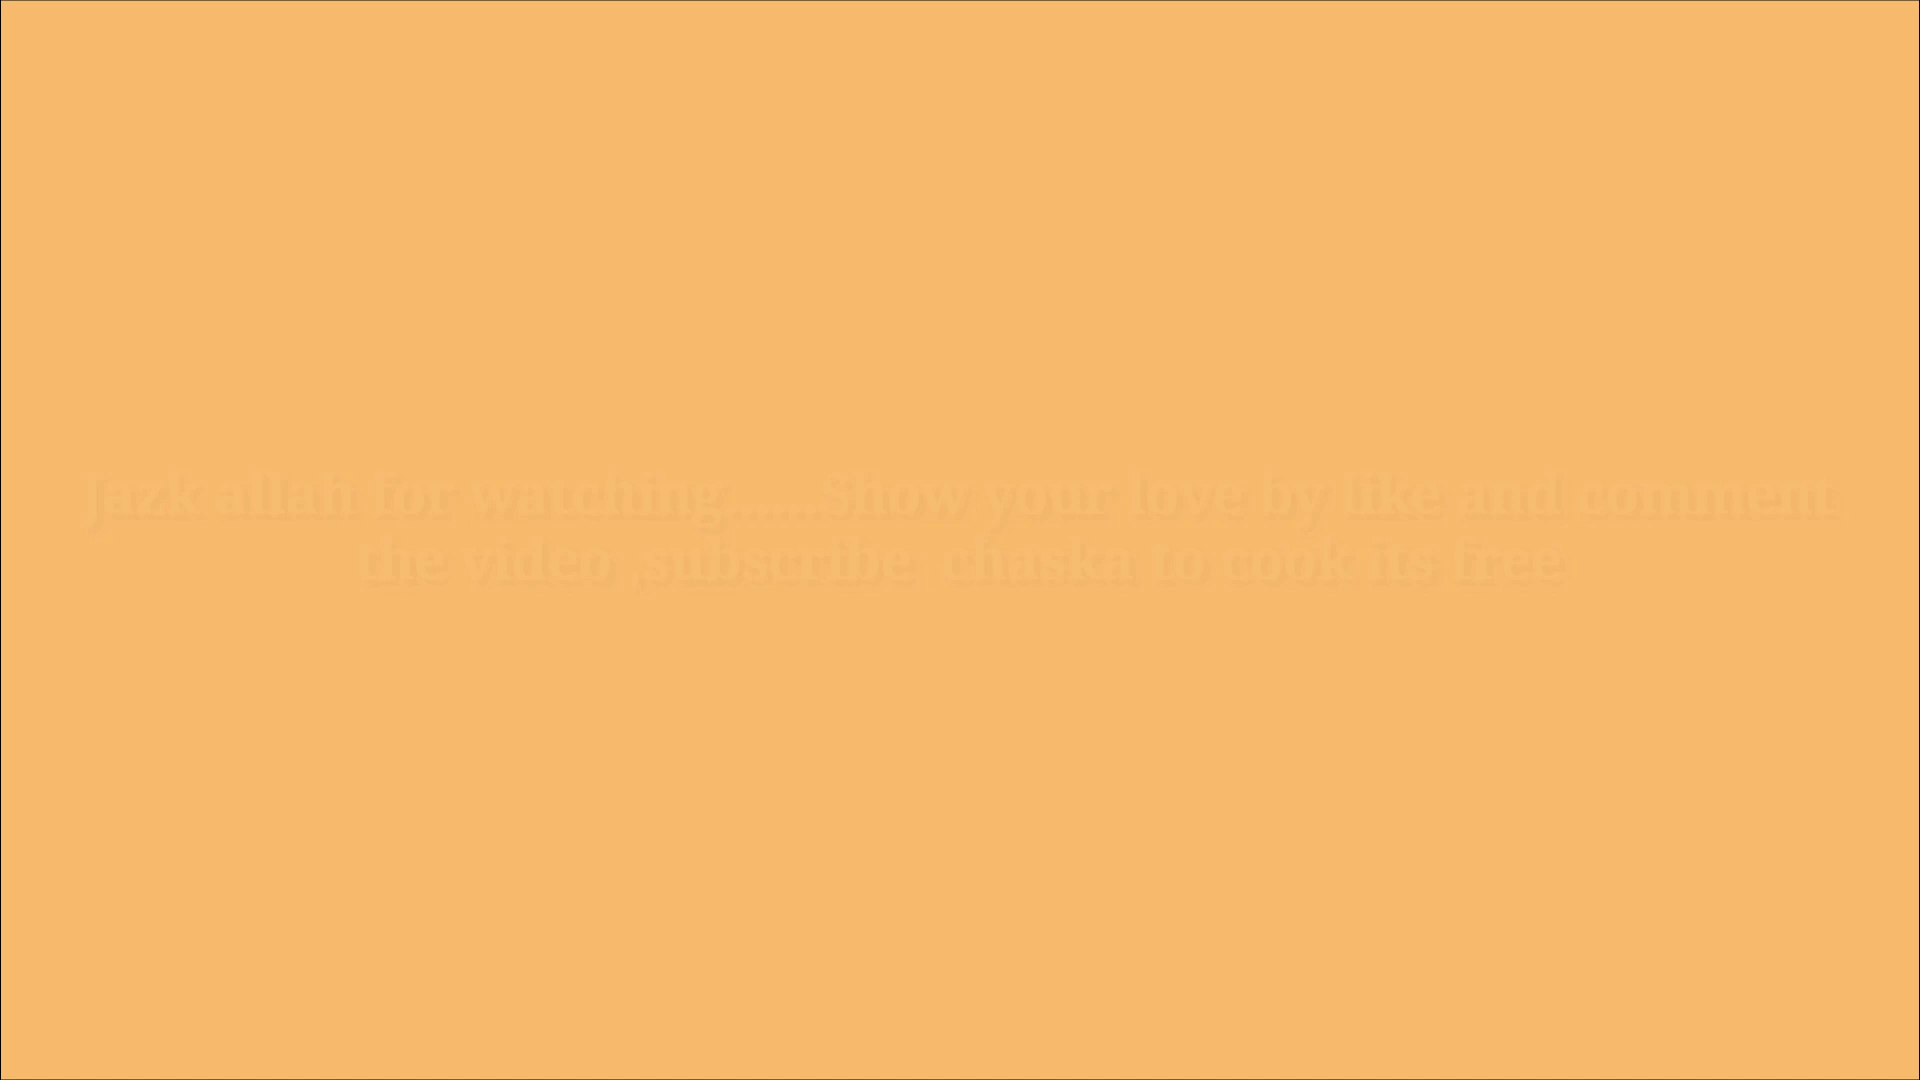 Jazk allah for watching......Show your love by like and comment
the video ,subscribe  chaska to cook its free